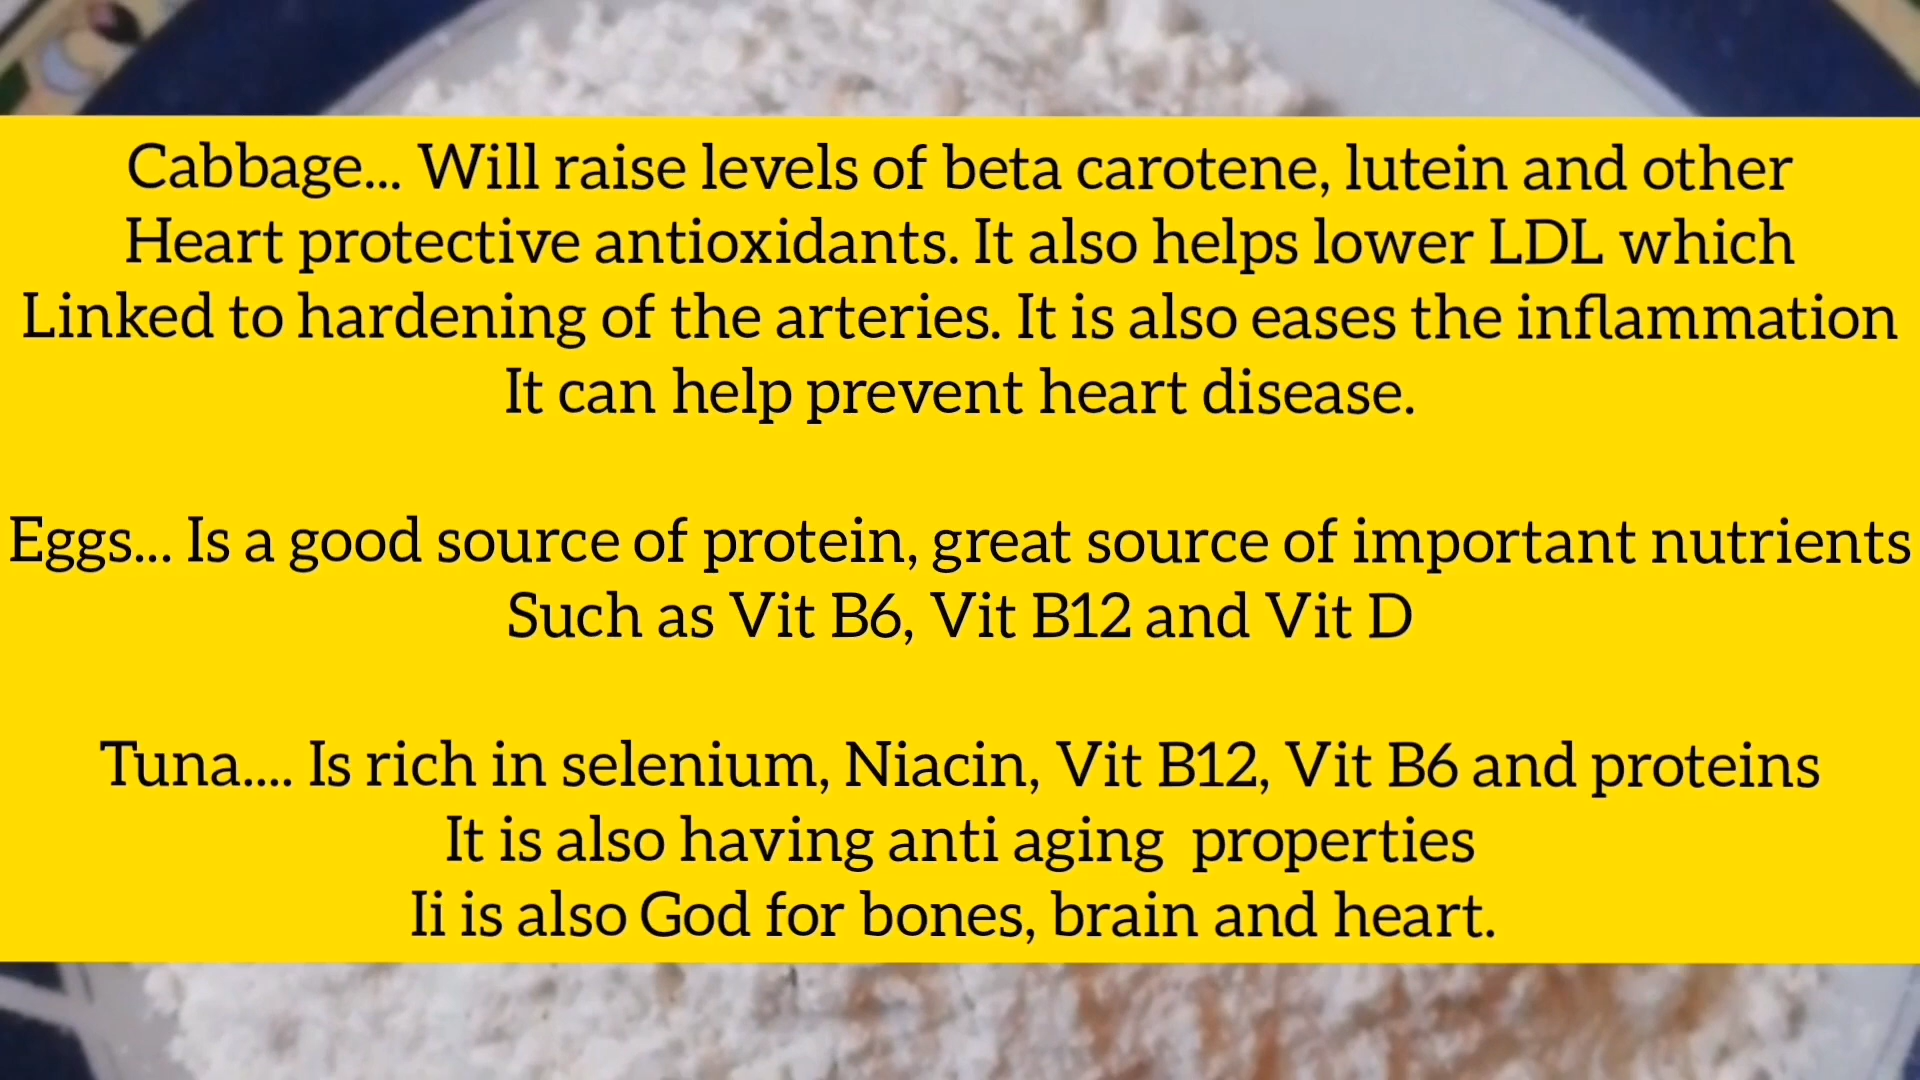 Cabbage... Will raise levels of beta carotene, lutein and other
Heart protective antioxidants. It also helps lower LDL which
Linked to hardening of the arteries. It is also eases the inflammation
It can help prevent heart disease.
Eggs... Is a good source of protein, great source of important nutrients
Such as Vit B6, Vit B12 and Vit D
Tuna.... Is rich in selenium, Niacin, Vit B12, Vit B6 and proteins
It is also having anti aging  properties
Ii is also God for bones, brain and heart.